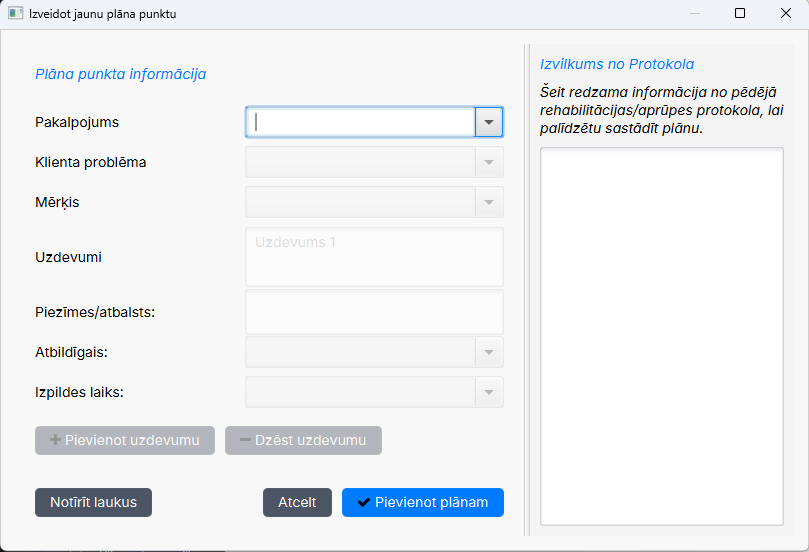 Izveidot jaunu plāna punktu
Plāna punkta informācija
Pakalpojums
Klienta problēma
Mērķis
Uzdevumi
Uzdevums 1
Piezīmes/atbalsts:
Atbildīgais:
Izpildes laiks:
Pievienot uzdevumu
Dzēst uzdevumu
Notīrīt laukus
Atcelt
Pievienot plānam
Izvilkums no Protokola
Šeit redzama informācija no pēdējā
rehabilitācijas/aprūpes protokola, lai
palīdzētu sastādīt plānu.